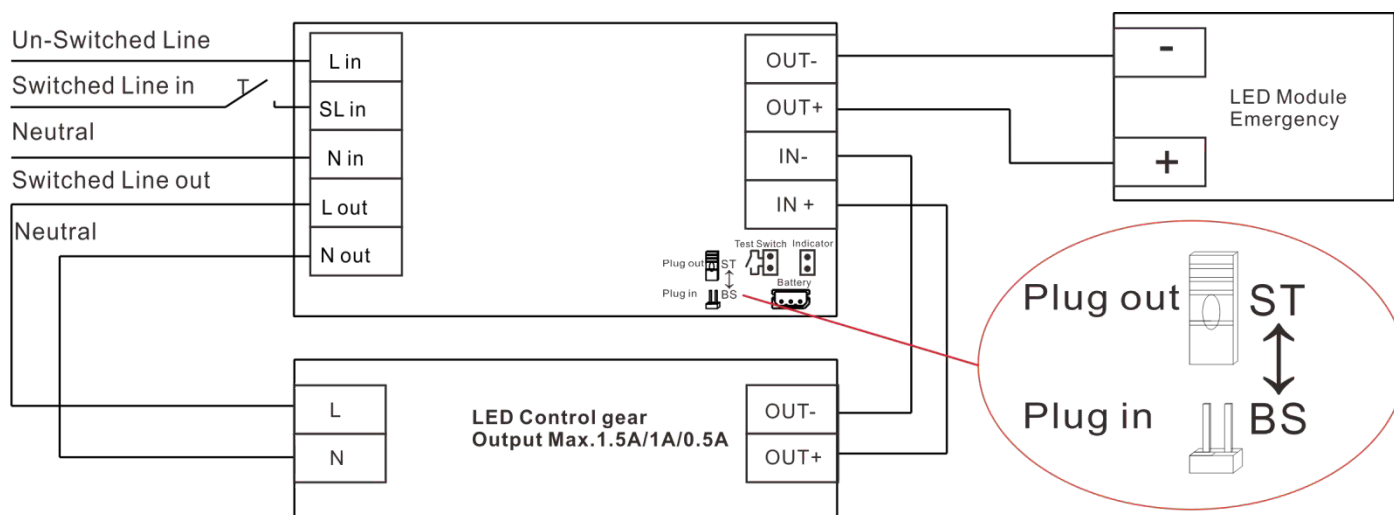 Un-Switched Line
Switched Line in
Neutral
Switched Line out
Neutral
L in
SL in
N in
L out
N out
OUT-
OUT+
IN-
IN +
Test Switch
Indicator
Plug out
ST
Plug in
BS
Battery
-
+
LED Module
Emergency
L
N
LED Control gear
Output Max.1.5A/1A/0.5A
OUT-
OUT+
Plug out
ST
Plug in
BS